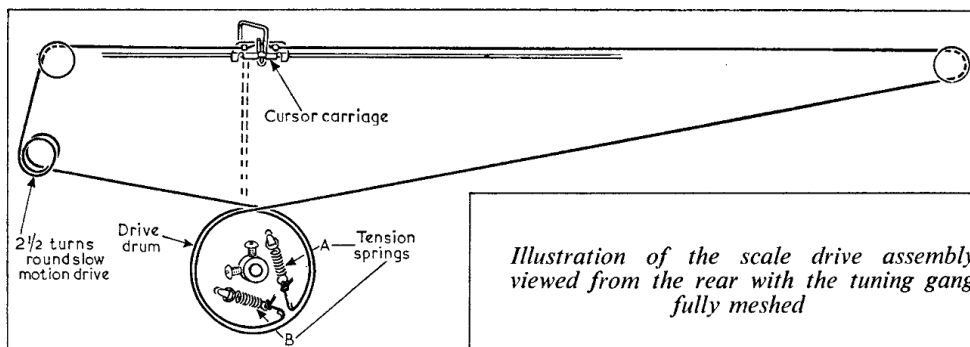 Cursor carriage
2½ turns
round slow
motion drive
Drive
drum
A
Tension
springs
B
Illustration of the scale drive assembly
viewed from the rear with the tuning gang
fully meshed